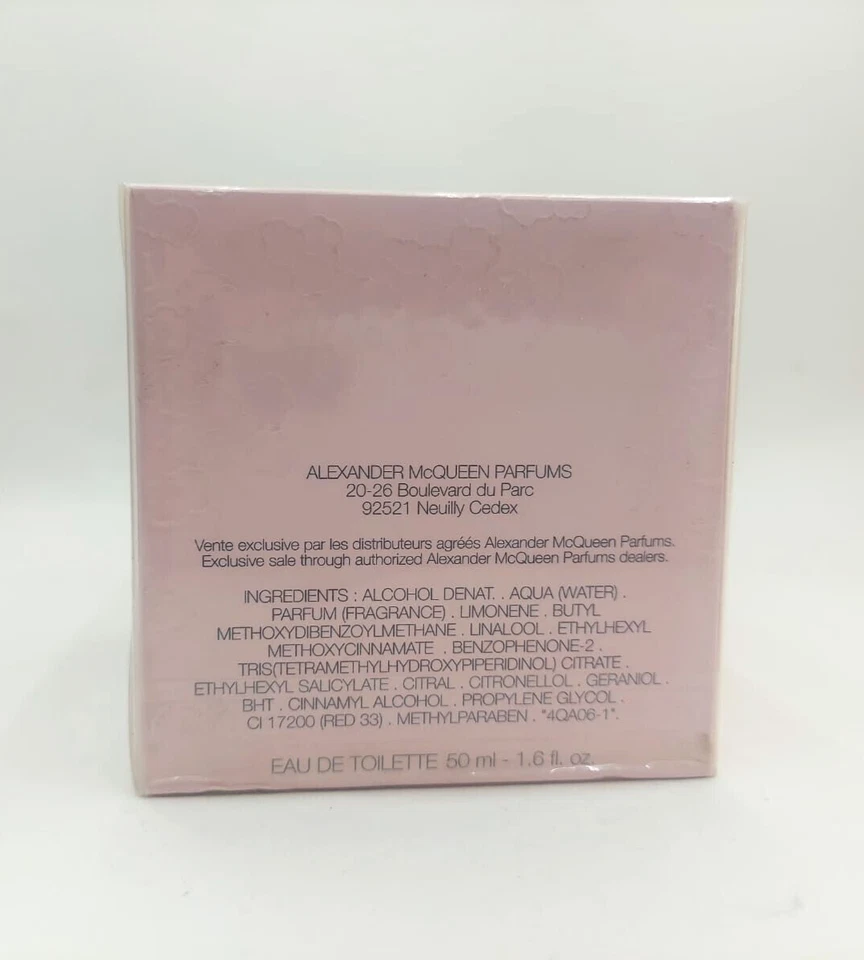 ALEXANDER McQUEEN PARFUMS
20-26 Boulevard du Parc
92521 Neuilly Cedex
Vente exclusive par les distributeurs agréés Alexander McQueen Parfums.
Exclusive sale through authorized Alexander McQueen Parfums dealers.
INGREDIENTS : ALCOHOL DENAT. . AQUA (WATER) .
PARFUM (FRAGRANCE) . LIMONENE . BUTYL
METHOXYDIBENZOYLMETHANE . LINALOOL . ETHYLHEXYL
METHOXYCINNAMATE . BENZOPHENONE-2 .
TRIS(TETRAMETHYLHYDROXYPIPERIDINOL) CITRATE .
ETHYLHEXYL SALICYLATE . CITRAL . CITRONELLOL . GERANIOL .
BHT . CINNAMYL ALCOHOL . PROPYLENE GLYCOL .
CI 17200 (RED 33) . METHYLPARABEN . "4QA06-1".
EAU DE TOILETTE 50 ml - 1.6 fl. oz.